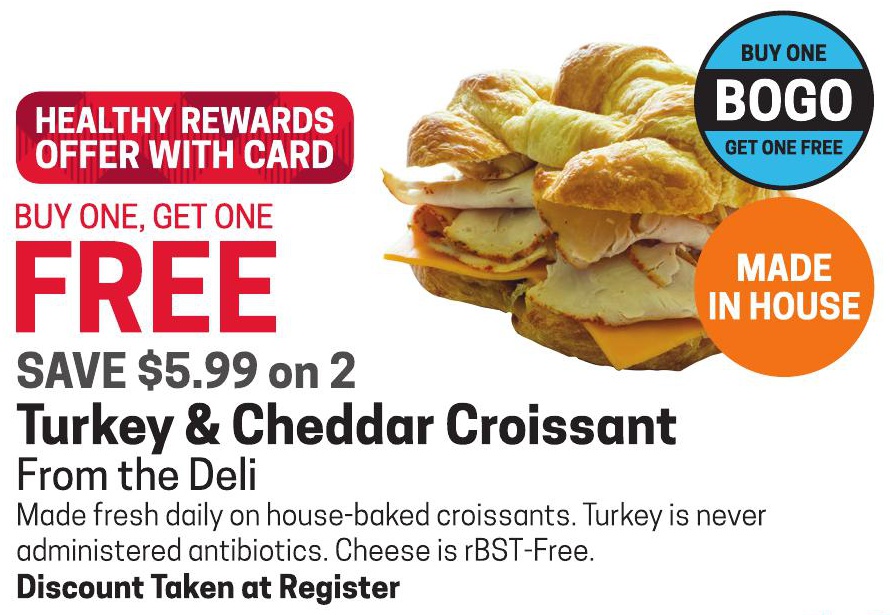 HEALTHY REWARDS
OFFER WITH CARD
BUY ONE, GET ONE
FREE
SAVE $5.99 on 2
Turkey & Cheddar Croissant
From the Deli
Made fresh daily on house-baked croissants. Turkey is never
administered antibiotics. Cheese is rBST-Free.
Discount Taken at Register
BUY ONE
BOGO
GET ONE FREE
MADE
IN HOUSE